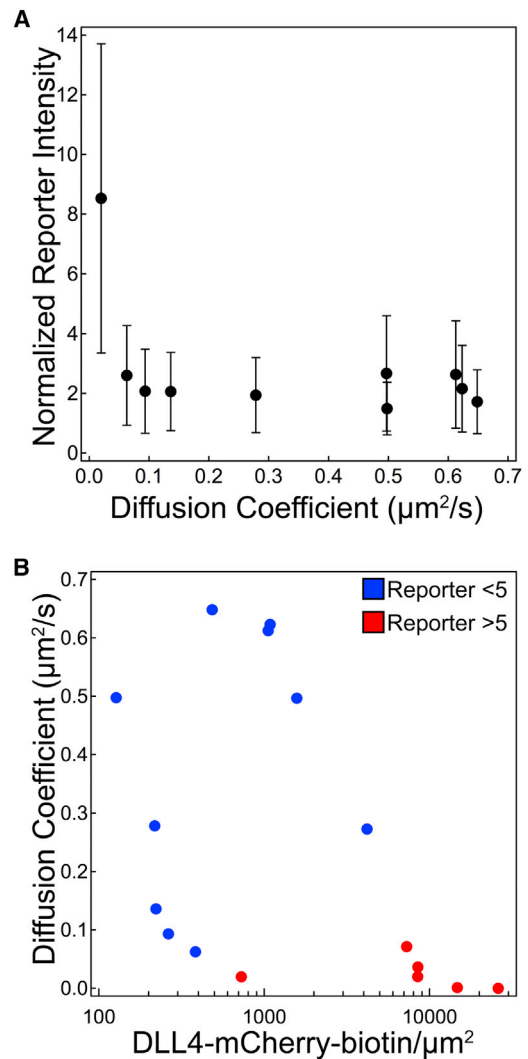 A
Normalized Reporter Intensity
14
12
10
8
6
4
2
0
0.0 0.1 0.2 0.3 0.4 0.5 0.6 0.7
Diffusion Coefficient (µm²/s)
B
Reporter <5
Reporter >5
Diffusion Coefficient (µm²/s)
0.7
0.6
0.5
0.4
0.3
0.2
0.1
0.0
100 1000 10000
DLL4-mCherry-biotin/µm²